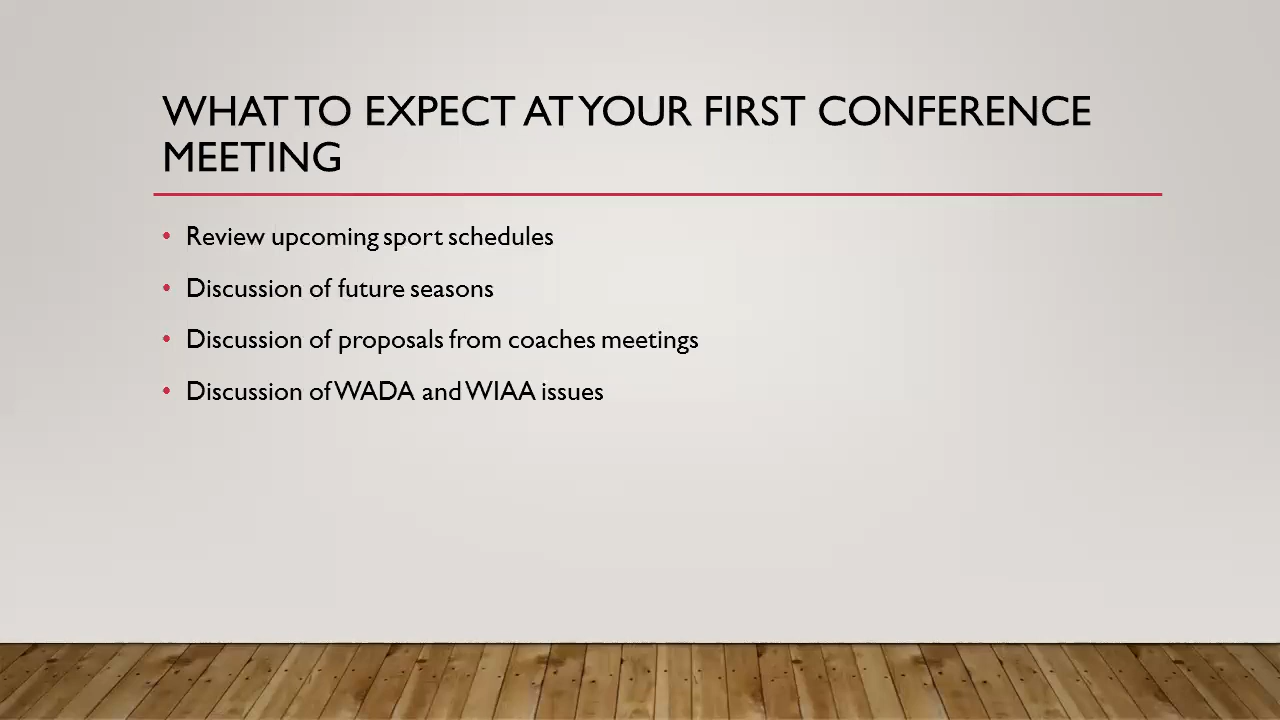 WHAT TO EXPECT AT YOUR FIRST CONFERENCE
MEETING
• Review upcoming sport schedules
• Discussion of future seasons
• Discussion of proposals from coaches meetings
• Discussion of WADA and WIAA issues